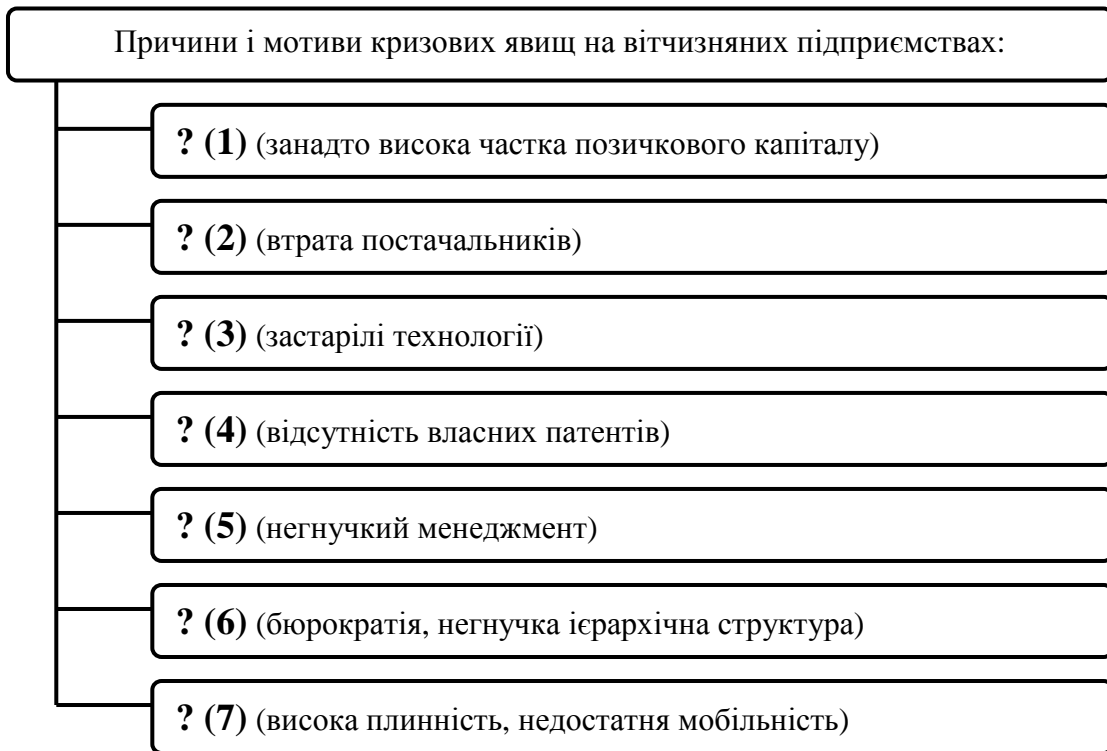 Причини і мотиви кризових явищ на вітчизняних підприємствах:
? (1) (занадто висока частка позичкового капіталу)
? (2) (втрата постачальників)
? (3) (застарілі технології)
? (4) (відсутність власних патентів)
? (5) (негнучкий менеджмент)
? (6) (бюрократія, негнучка ієрархічна структура)
? (7) (висока плинність, недостатня мобільність)